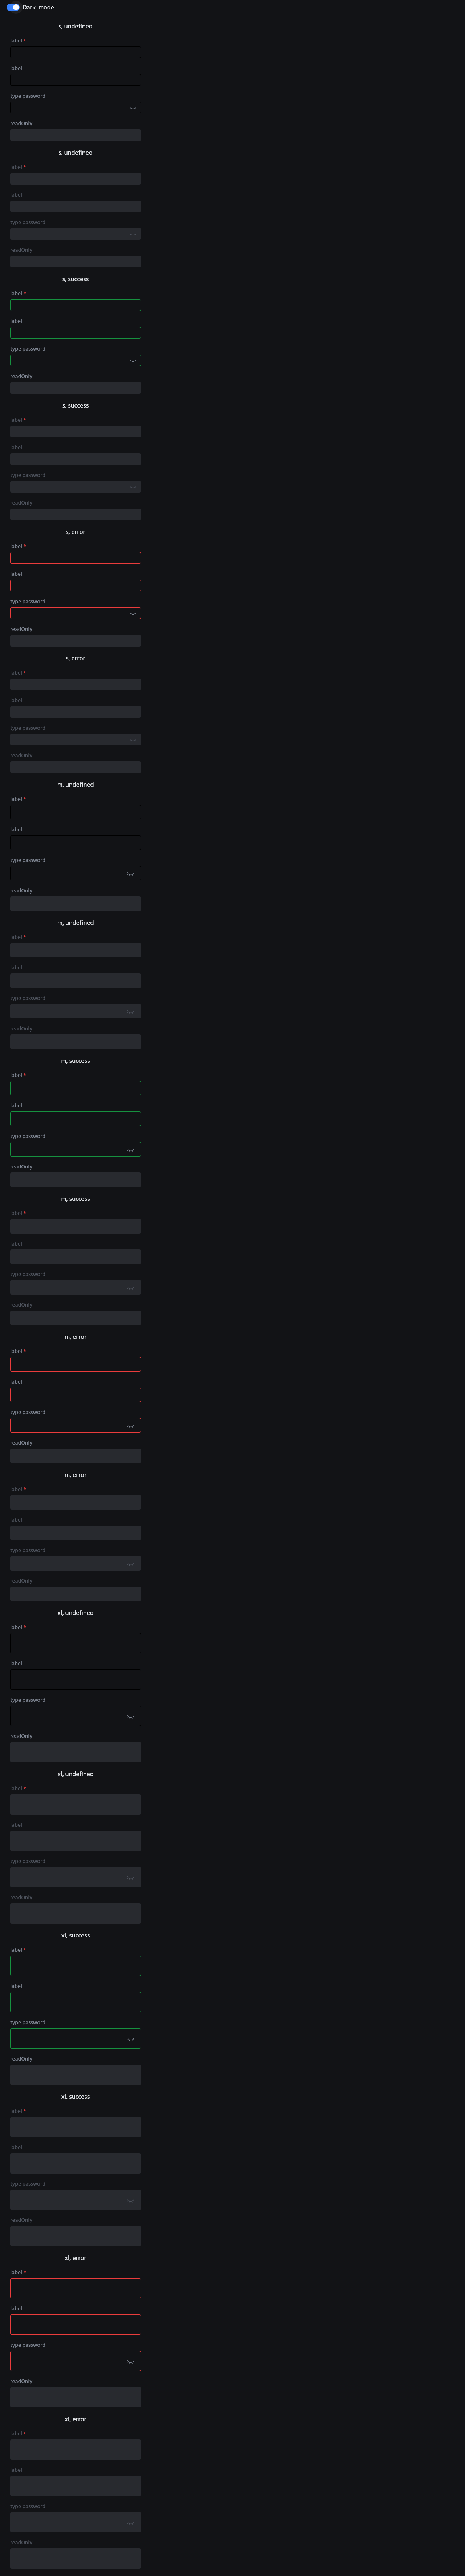 Dark_mode
s, undefined
label *
label
type password
readOnly
s, undefined
label *
label
type password
readOnly
s, success
label *
label
type password
readOnly
s, success
label *
label
type password
readOnly
s, error
label *
label
type password
readOnly
s, error
label *
label
type password
readOnly
m, undefined
label *
label
type password
readOnly
m, undefined
label *
label
type password
readOnly
m, success
label *
label
type password
readOnly
m, success
label *
label
type password
readOnly
m, error
label *
label
type password
readOnly
m, error
label *
label
type password
readOnly
xl, undefined
label *
label
type password
readOnly
xl, undefined
label *
label
type password
readOnly
xl, success
label *
label
type password
readOnly
xl, success
label *
label
type password
readOnly
xl, error
label *
label
type password
readOnly
xl, error
label *
label
type password
readOnly